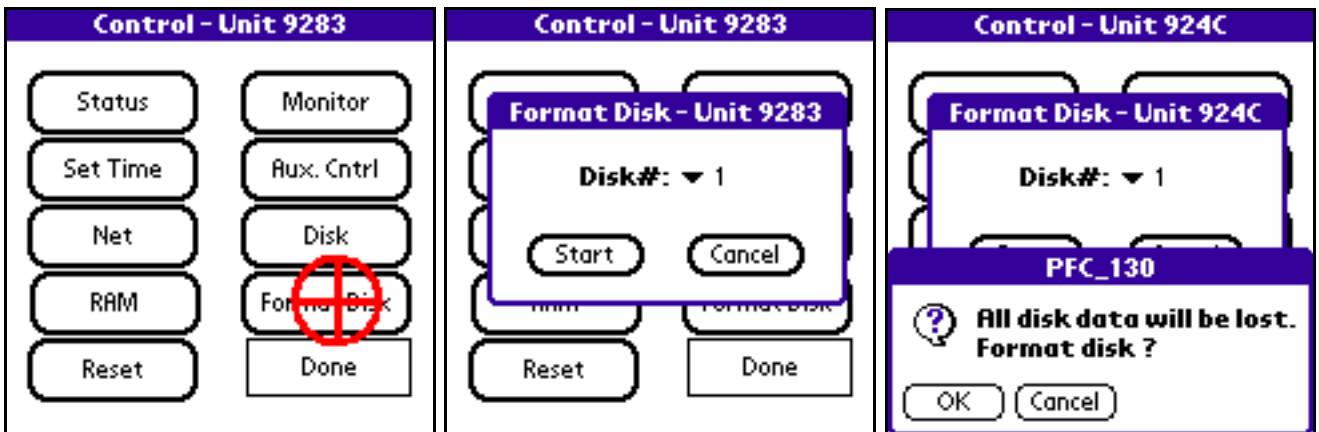 Control - Unit 9283
Status
Monitor
Set Time
Aux. Cntrl
Net
Disk
RAM
Format Disk
Reset
Done
Control - Unit 9283
Format Disk - Unit 9283
Disk#: 1
Start
Cancel
Reset
Done
Control - Unit 924C
Format Disk - Unit 924C
Disk#: 1
PFC_130
All disk data will be lost.
Format disk ?
OK
Cancel